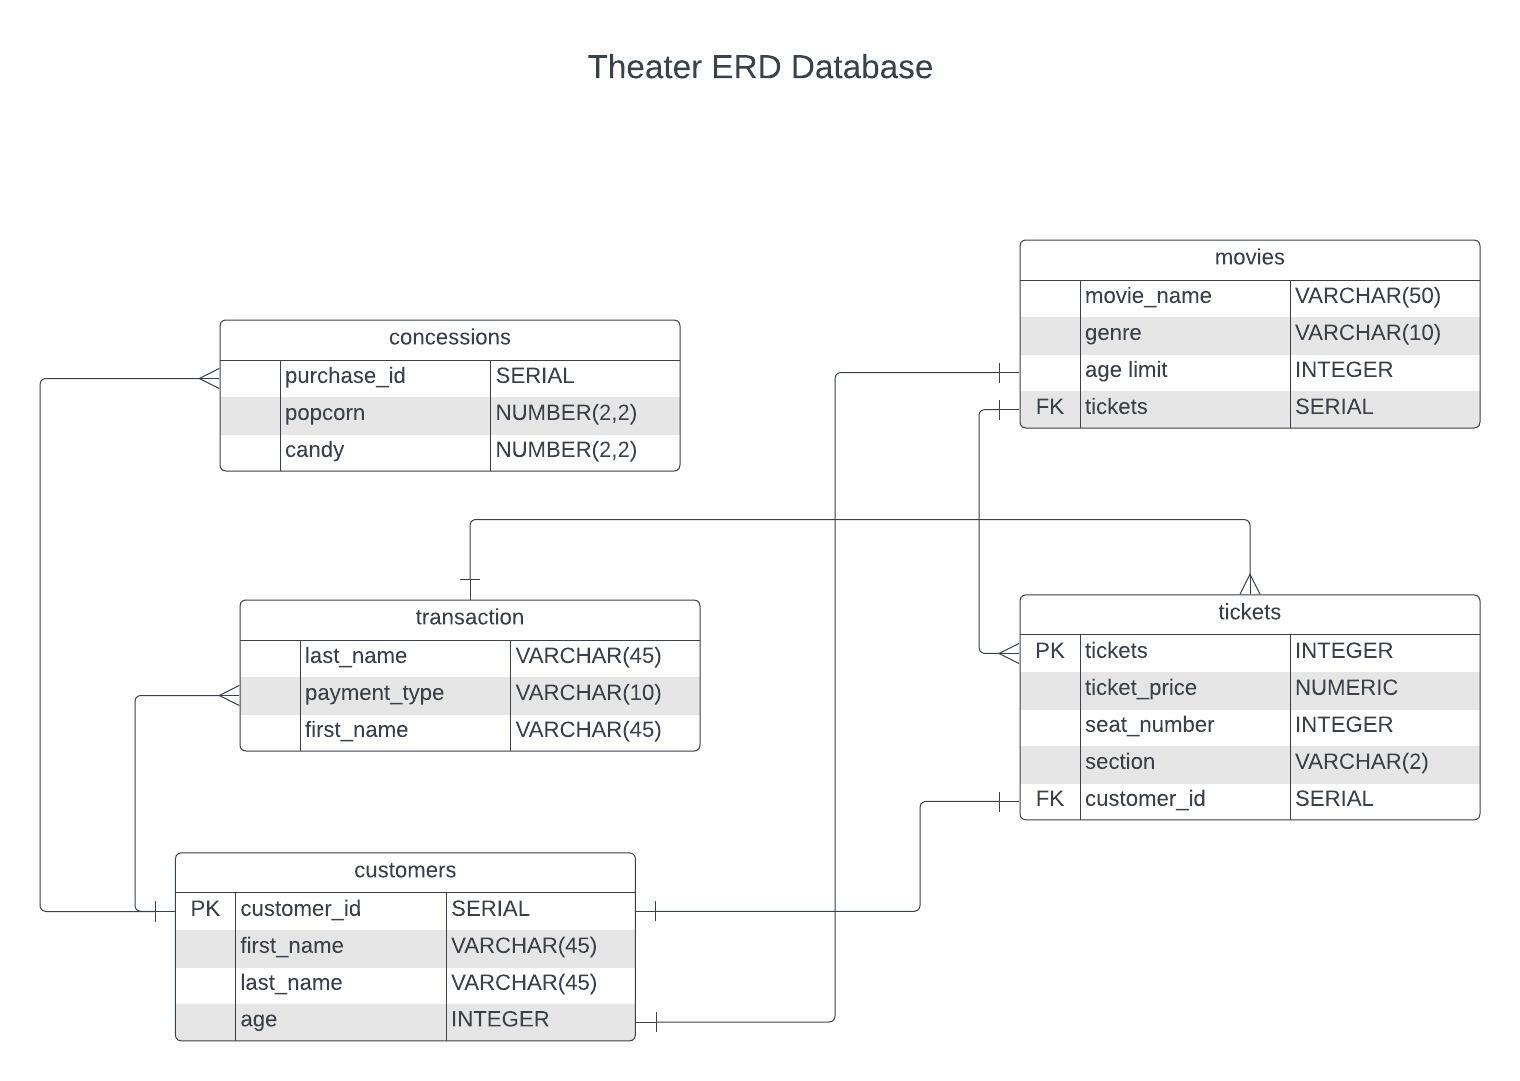 Theater ERD Database
movies
movie_name VARCHAR(50)
genre VARCHAR(10)
age limit INTEGER
FK tickets SERIAL
concessions
purchase_id SERIAL
popcorn NUMBER(2,2)
candy NUMBER(2,2)
transaction
last_name VARCHAR(45)
payment_type VARCHAR(10)
first_name VARCHAR(45)
tickets
PK tickets INTEGER
ticket_price NUMERIC
seat_number INTEGER
section VARCHAR(2)
FK customer_id SERIAL
customers
PK customer_id SERIAL
first_name VARCHAR(45)
last_name VARCHAR(45)
age INTEGER